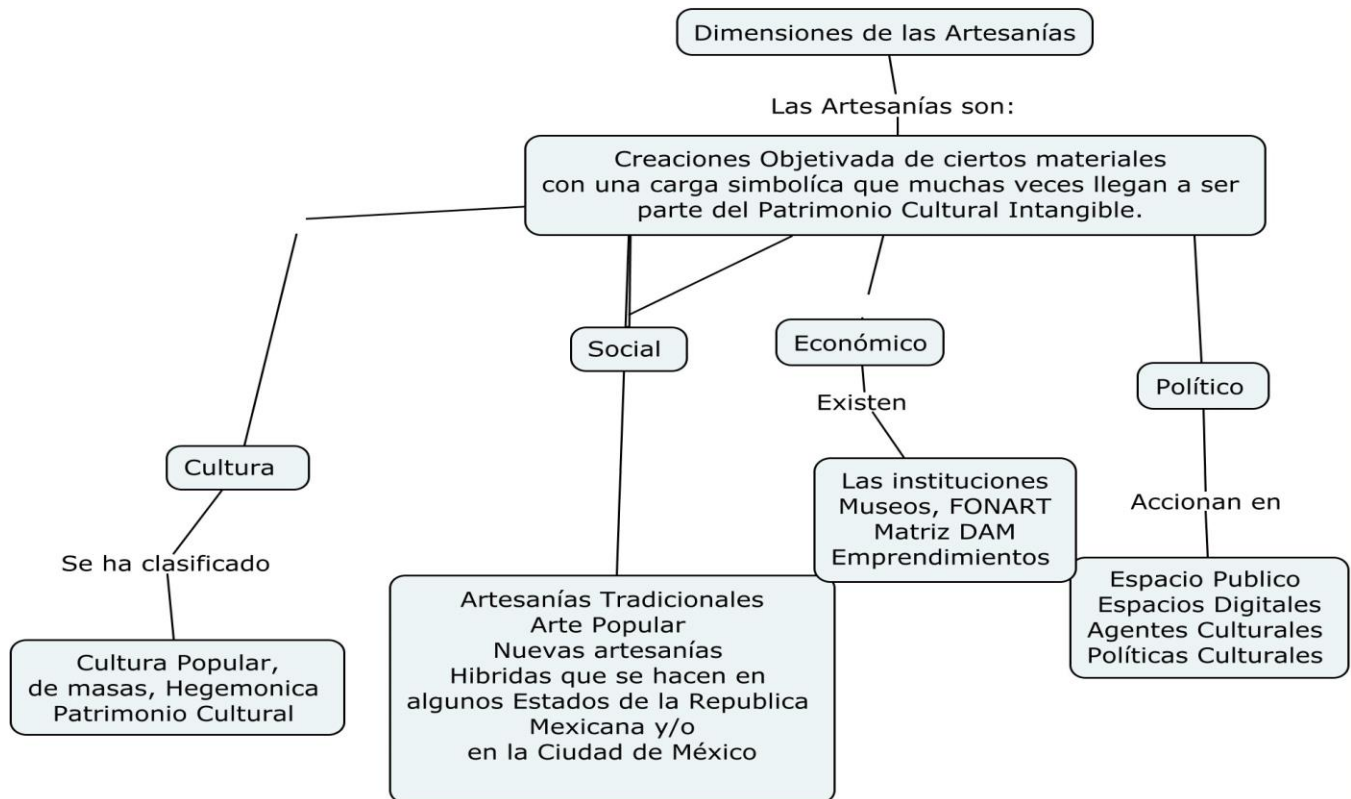 Dimensiones de las Artesanías
Las Artesanías son:
Creaciones Objetivada de ciertos materiales
con una carga simbolíca que muchas veces llegan a ser
parte del Patrimonio Cultural Intangible.
Cultura
Se ha clasificado
Cultura Popular,
de masas, Hegemonica
Patrimonio Cultural
Social
Artesanías Tradicionales
Arte Popular
Nuevas artesanías
Hibridas que se hacen en
algunos Estados de la Republica
Mexicana y/o
en la Ciudad de México
Económico
Existen
Las instituciones
Museos, FONART
Matriz DAM
Emprendimientos
Político
Accionan en
Espacio Publico
Espacios Digitales
Agentes Culturales
Políticas Culturales